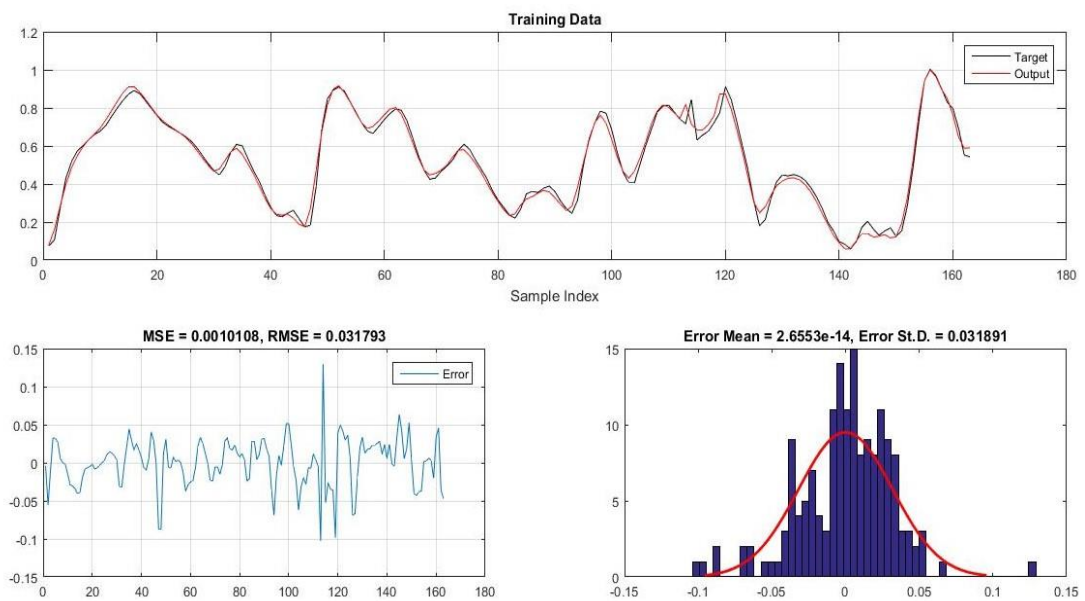 Training Data
1.2
1
0.8
0.6
0.4
0.2
0
Target
Output
0 20 40 60 80 100 120 140 160 180
Sample Index
MSE = 0.0010108, RMSE = 0.031793
0.15
0.1
0.05
0
-0.05
-0.1
-0.15
Error
0 20 40 60 80 100 120 140 160 180
Error Mean = 2.6553e-14, Error St.D. = 0.031891
15
10
5
0
-0.15 -0.1 -0.05 0 0.05 0.1 0.15